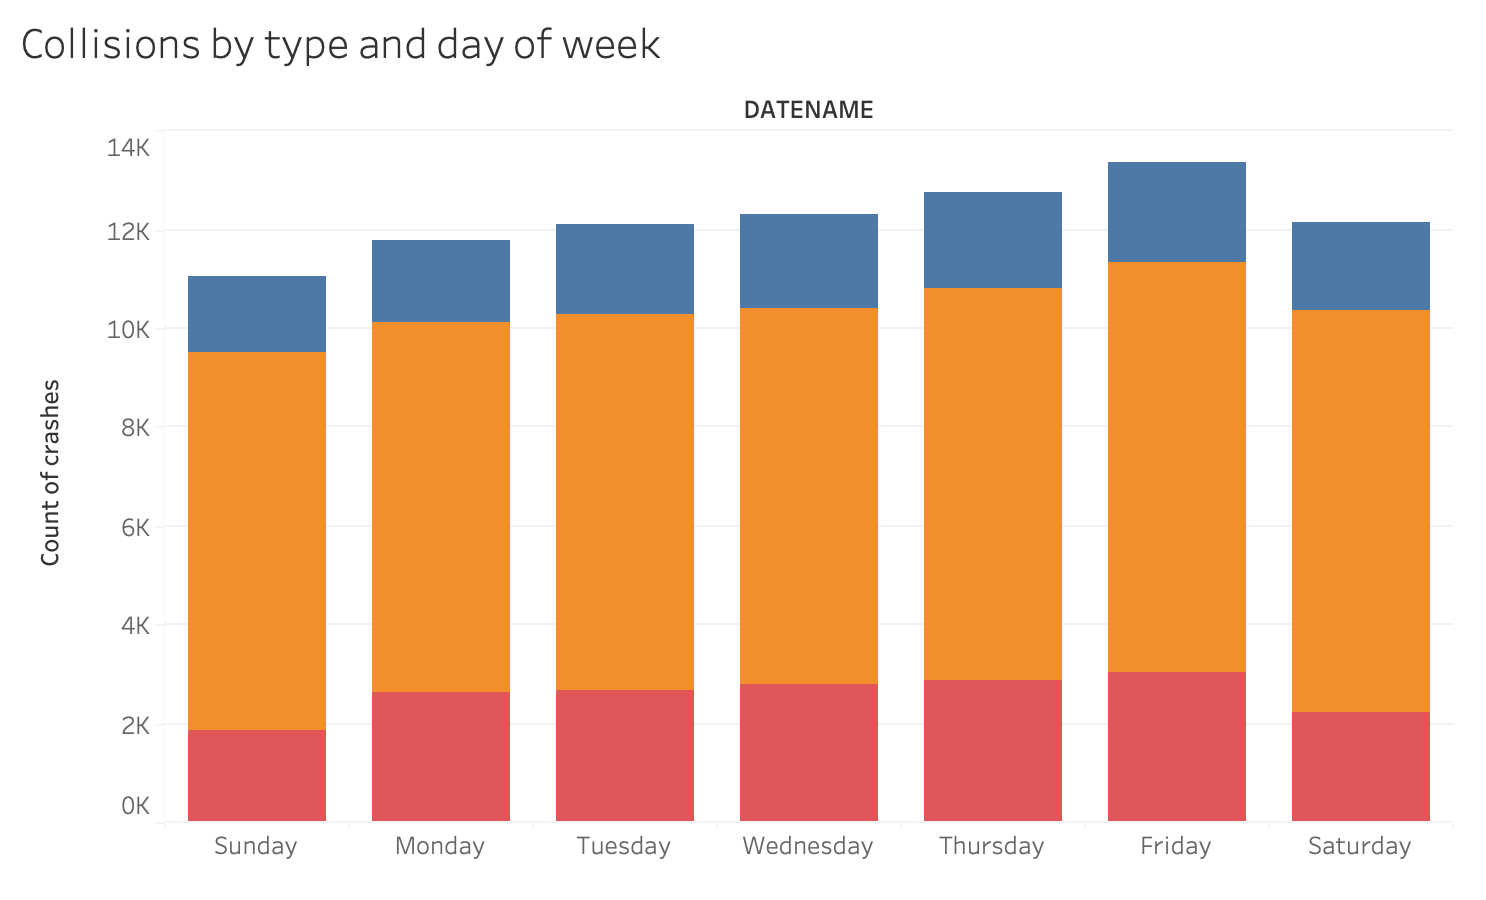 Collisions by type and day of week
DATENAME
Count of crashes
14K
12K
10K
8K
6K
4K
2K
0K
Sunday Monday Tuesday Wednesday Thursday Friday Saturday